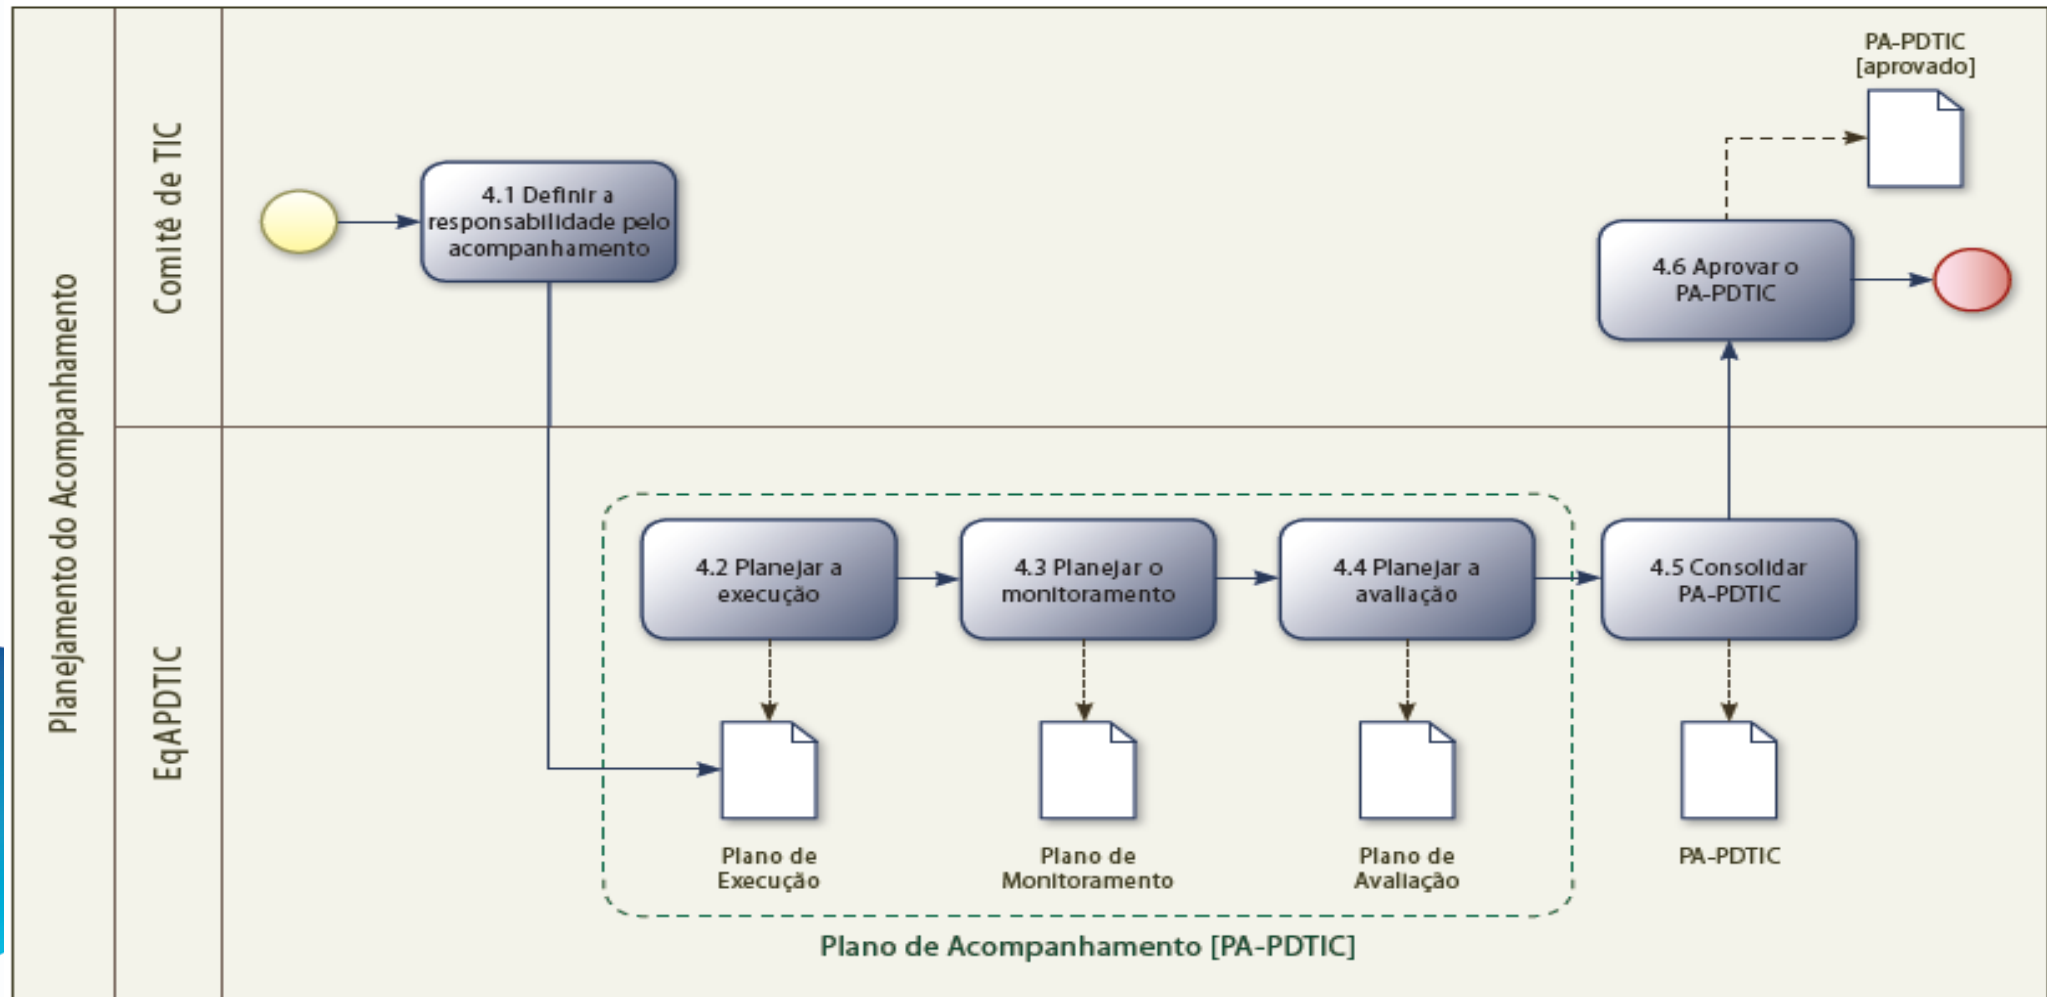 Planejamento do Acompanhamento
Comitê de TIC
4.1 Definir a
responsabilidade pelo
acompanhamento
PA-PDTIC
[aprovado]
4.6 Aprovar o
PA-PDTIC
EqAPDTIC
4.2 Planejar a
execução
4.3 Planejar o
monitoramento
4.4 Planejar a
avaliação
4.5 Consolidar
PA-PDTIC
Plano de
Execução
Plano de
Monitoramento
Plano de
Avaliação
PA-PDTIC
Plano de Acompanhamento [PA-PDTIC]